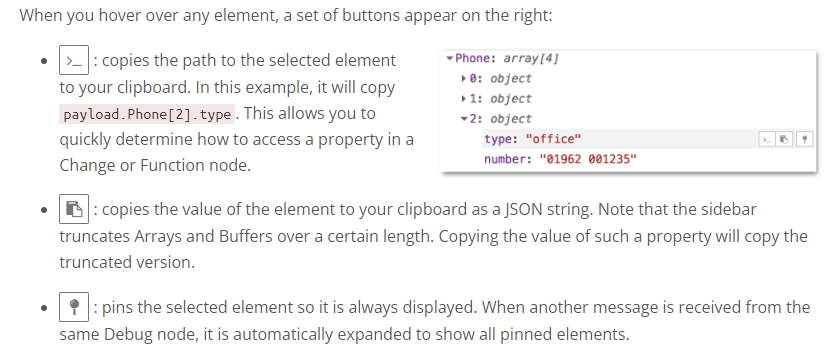 When you hover over any element, a set of buttons appear on the right:
>_ : copies the path to the selected element
to your clipboard. In this example, it will copy
payload.Phone[2].type . This allows you to
quickly determine how to access a property in a
Change or Function node.
Phone: array[4]
0: object
1: object
2: object
type: "office"
number: "01962 001235"
: copies the value of the element to your clipboard as a JSON string. Note that the sidebar
truncates Arrays and Buffers over a certain length. Copying the value of such a property will copy the
truncated version.
: pins the selected element so it is always displayed. When another message is received from the
same Debug node, it is automatically expanded to show all pinned elements.